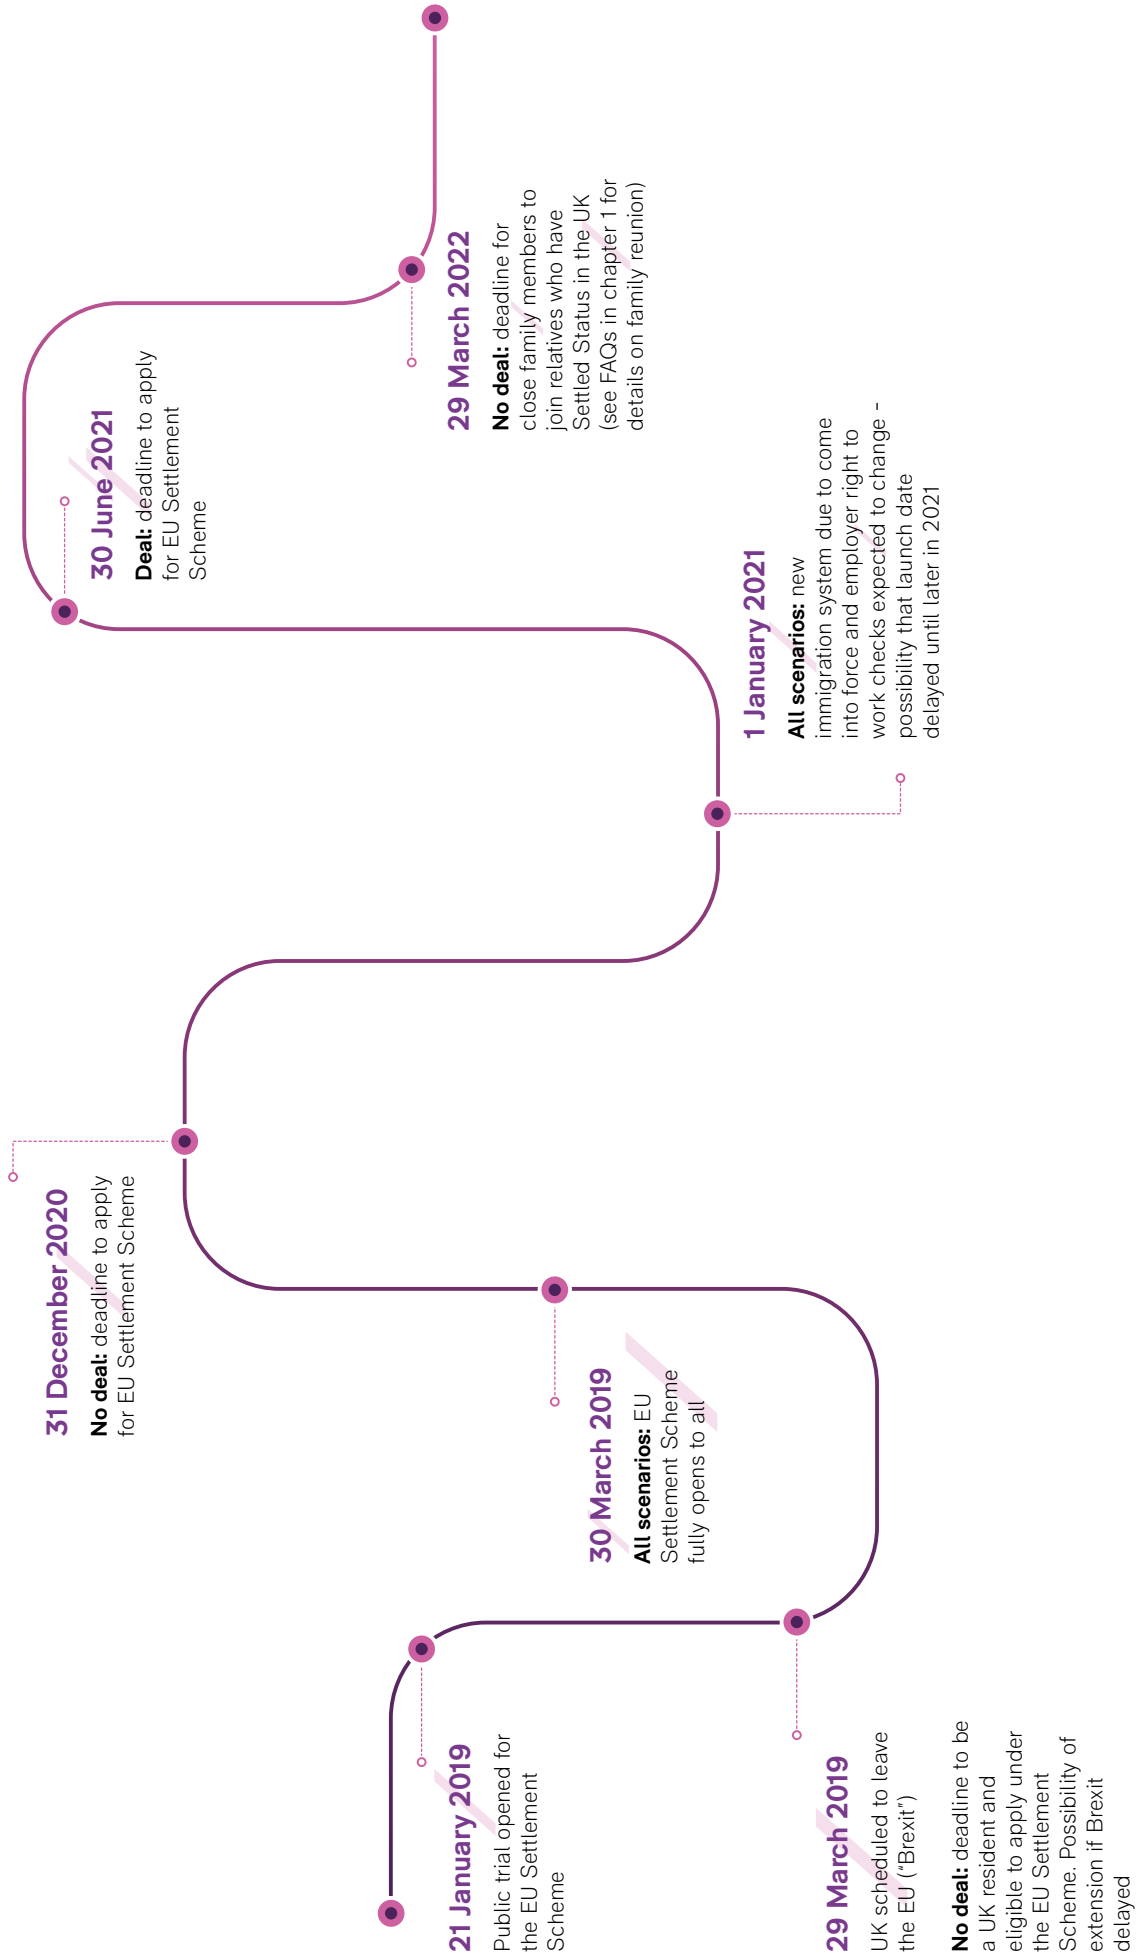 21 January 2019
Public trial opened for
the EU Settlement
Scheme
29 March 2019
UK scheduled to leave
the EU (“Brexit”)
No deal: deadline to be
a UK resident and
eligible to apply under
the EU Settlement
Scheme. Possibility of
extension if Brexit
delayed
30 March 2019
All scenarios: EU
Settlement Scheme
fully opens to all
31 December 2020
No deal: deadline to apply
for EU Settlement Scheme
1 January 2021
All scenarios: new
immigration system due to come
into force and employer right to
work checks expected to change -
possibility that launch date
delayed until later in 2021
30 June 2021
Deal: deadline to apply
for EU Settlement
Scheme
29 March 2022
No deal: deadline for
close family members to
join relatives who have
Settled Status in the UK
(see FAQs in chapter 1 for
details on family reunion)